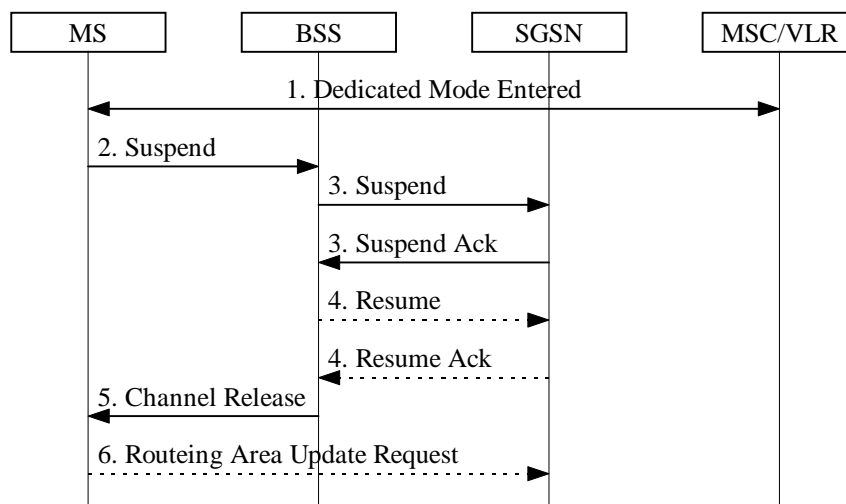 MS
BSS
SGSN
MSC/VLR
1. Dedicated Mode Entered
2. Suspend
3. Suspend
3. Suspend Ack
4. Resume
4. Resume Ack
5. Channel Release
6. Routeing Area Update Request